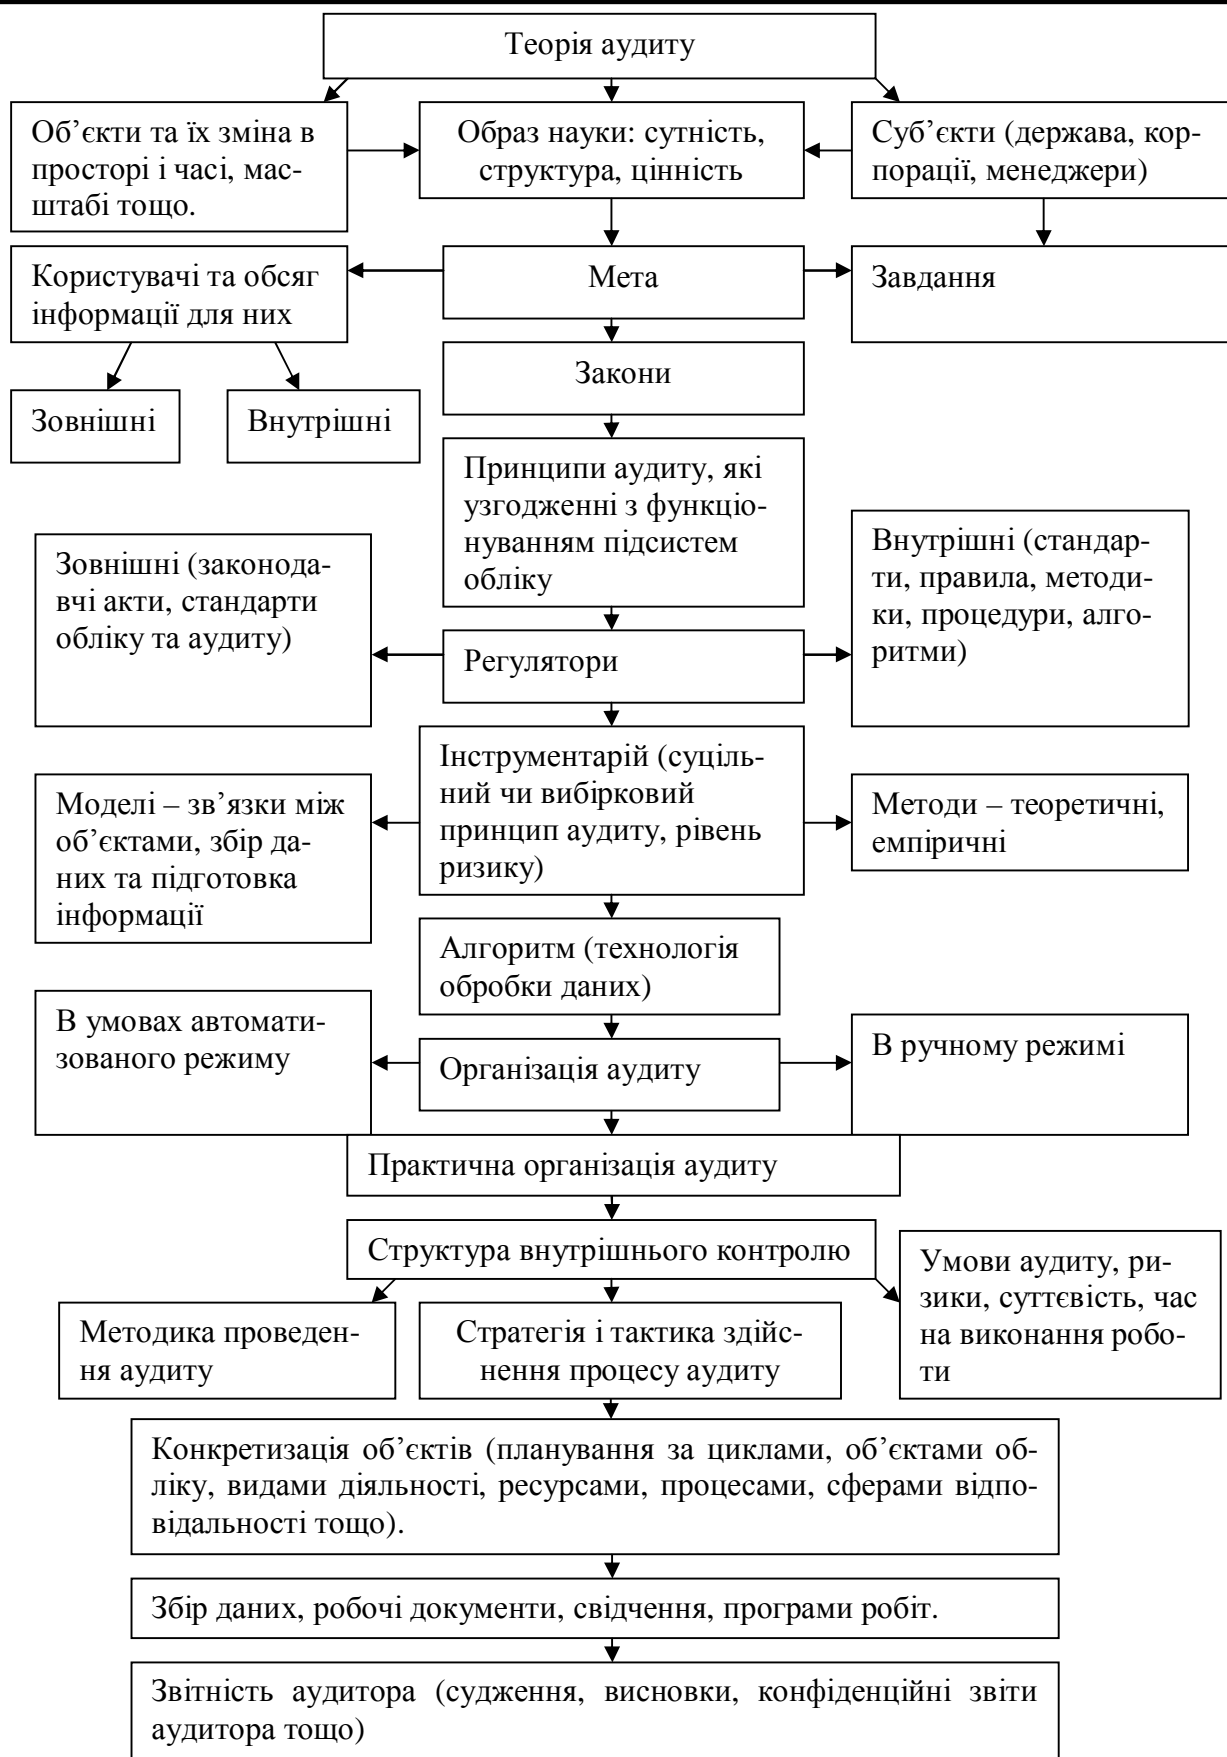 Теорія аудиту
Об’єкти та їх зміна в
просторі і часі, мас-
штабі тощо.
Образ науки: сутність,
структура, цінність
Суб’єкти (держава, кор-
порації, менеджери)
Користувачі та обсяг
інформації для них
Мета
Завдання
Закони
Зовнішні
Внутрішні
Принципи аудиту, які
узгодженні з функціо-
нуванням підсистем
обліку
Зовнішні (законода-
вчі акти, стандарти
обліку та аудиту)
Регулятори
Внутрішні (стандар-
ти, правила, методи-
ки, процедури, алго-
ритми)
Моделі – зв’язки між
об’єктами, збір да-
них та підготовка
інформації
Інструментарій (суціль-
ний чи вибірковий
принцип аудиту, рівень
ризику)
Методи – теоретичні,
емпіричні
Алгоритм (технологія
обробки даних)
В умовах автомати-
зованого режиму
Організація аудиту
В ручному режимі
Практична організація аудиту
Структура внутрішнього контролю
Методика проведен-
ня аудиту
Стратегія і тактика здійс-
нення процесу аудиту
Умови аудиту, ри-
зики, суттєвість, час
на виконання робо-
ти
Конкретизація об’єктів (планування за циклами, об’єктами об-
ліку, видами діяльності, ресурсами, процесами, сферами відпо-
відальності тощо).
Збір даних, робочі документи, свідчення, програми робіт.
Звітність аудитора (судження, висновки, конфіденційні звіти
аудитора тощо)